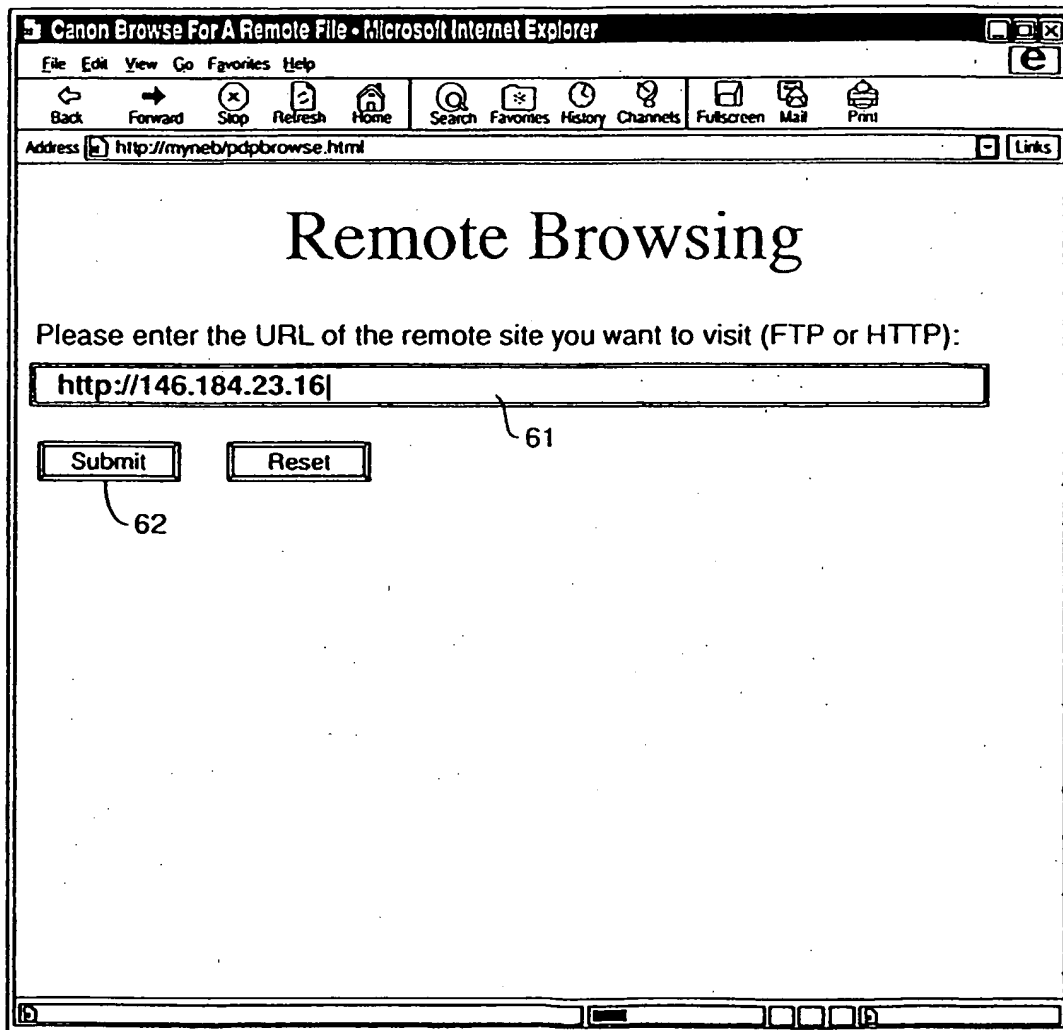 Canon Browse For A Remote File • Microsoft Internet Explorer
File Edit View Go Favorites Help
e
Back Forward Stop Refresh Home Search Favorites History Channels Fullscreen Mail Print
Address http://myneb/pdpbrowse.html Links
Remote Browsing
Please enter the URL of the remote site you want to visit (FTP or HTTP):
http://146.184.23.16
61
Submit Reset
62